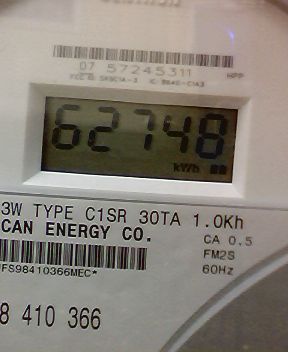 07 57245311 HPP
62748
kWh
3W TYPE C1SR 30TA 1.0Kh
CAN ENERGY CO. CA 0.5
FM2S
FS98410366MEC* 60Hz
8 410 366